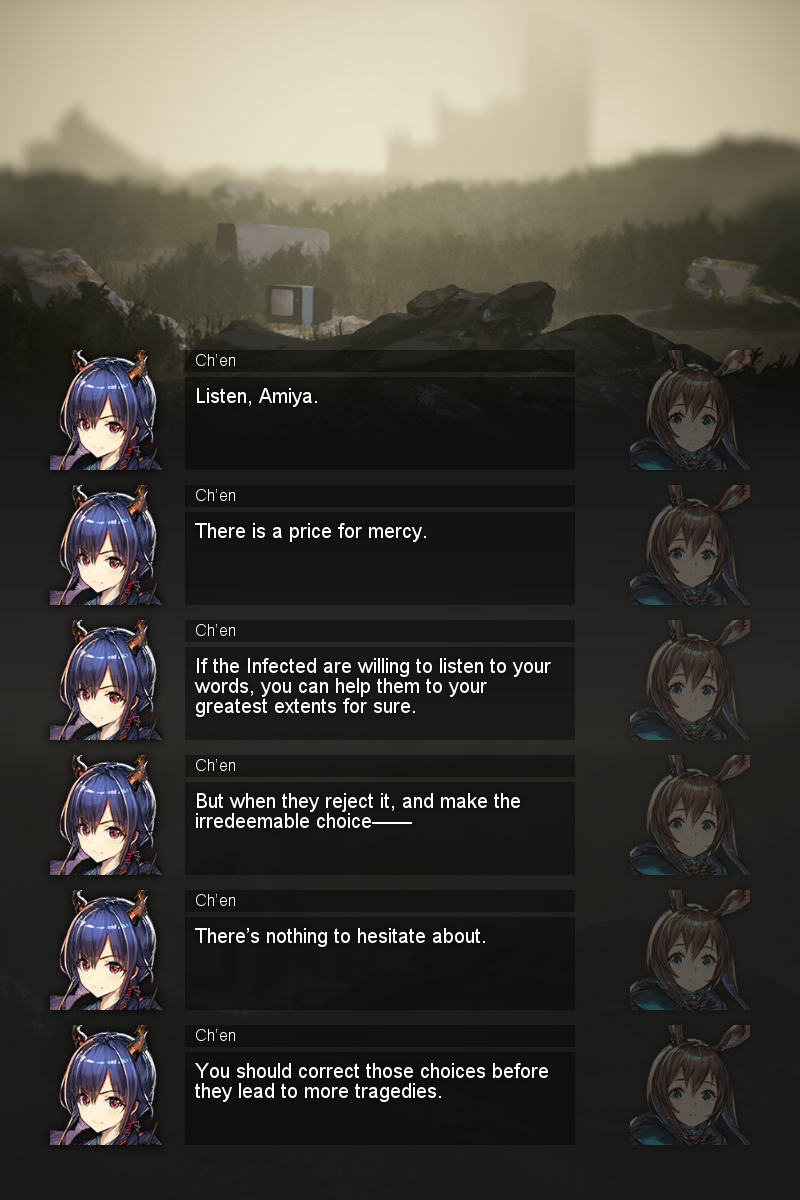 Ch'en
Listen, Amiya.
Ch'en
There is a price for mercy.
Ch'en
If the Infected are willing to listen to your
words, you can help them to your
greatest extents for sure.
Ch'en
But when they reject it, and make the
irredeemable choice——
Ch'en
There's nothing to hesitate about.
Ch'en
You should correct those choices before
they lead to more tragedies.